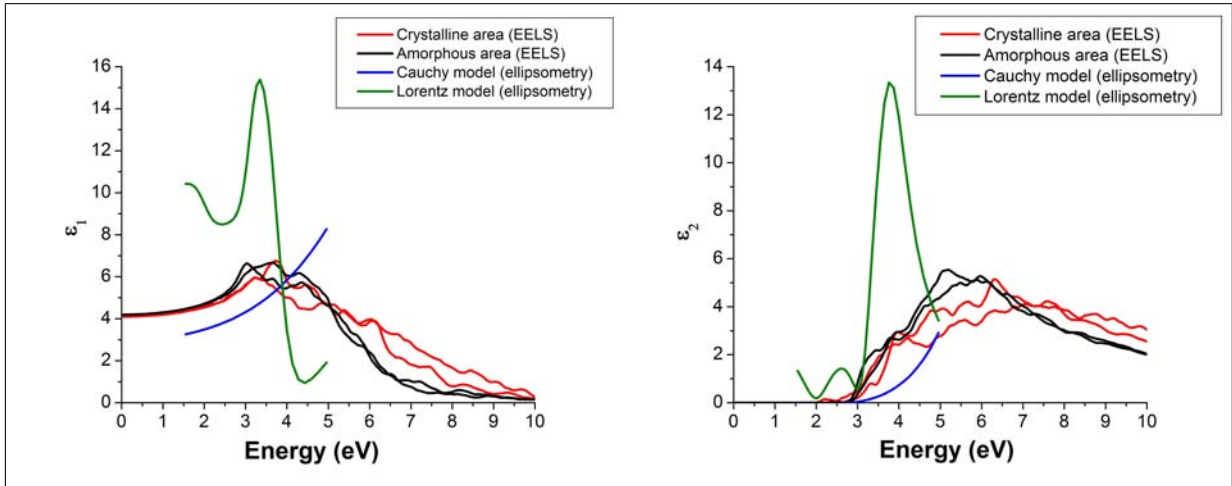 Crystalline area (EELS)
Amorphous area (EELS)
Cauchy model (ellipsometry)
Lorentz model (ellipsometry)
16
14
12
10
8
6
4
2
0
ε1
0 1 2 3 4 5 6 7 8 9 10
Energy (eV)
Crystalline area (EELS)
Amorphous area (EELS)
Cauchy model (ellipsometry)
Lorentz model (ellipsometry)
14
12
10
8
6
4
2
0
ε2
0 1 2 3 4 5 6 7 8 9 10
Energy (eV)